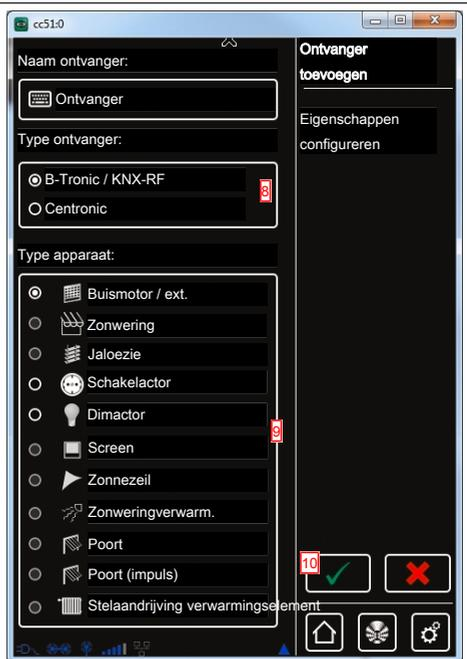 cc51:0
Naam ontvanger:
Ontvanger
Type ontvanger:
B-Tronic / KNX-RF
8
Centronic
Type apparaat:
Buismotor / ext.
Zonwering
Jaloezie
Schakelactor
Dimactor
9
Screen
Zonnezeil
Zonweringverwarm.
Poort
Poort (impuls)
Stelaandrijving verwarmingselement
Ontvanger
toevoegen
Eigenschappen
configureren
10